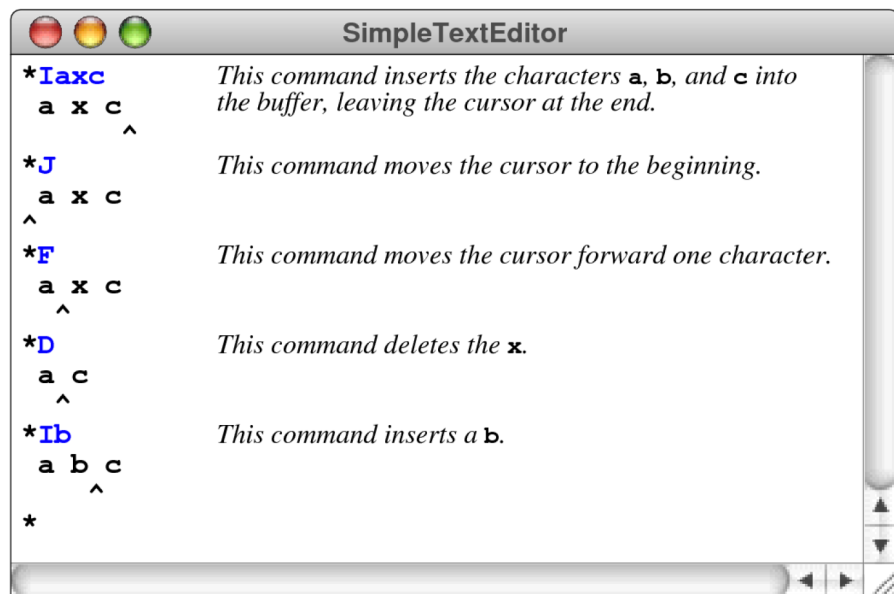 SimpleTextEditor
*Iaxc This command inserts the characters a, b, and c into
a x c the buffer, leaving the cursor at the end.
^
*J This command moves the cursor to the beginning.
a x c
^
*F This command moves the cursor forward one character.
a x c
^
*D This command deletes the x.
a c
^
*Ib This command inserts a b.
a b c
^
*